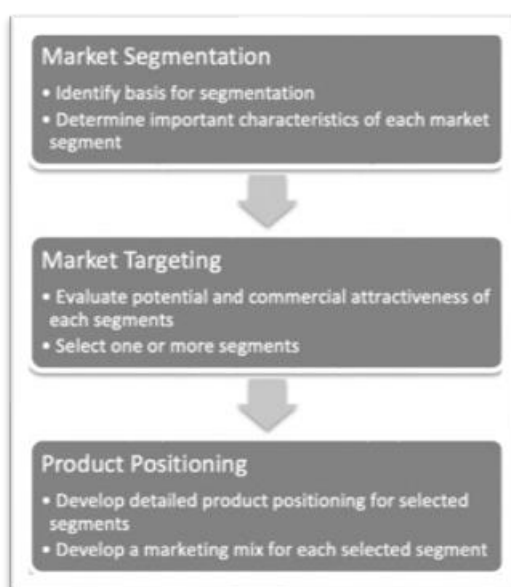 Market Segmentation
• Identify basis for segmentation
• Determine important characteristics of each market
segment
Market Targeting
• Evaluate potential and commercial attractiveness of
each segments
• Select one or more segments
Product Positioning
• Develop detailed product positioning for selected
segments
• Develop a marketing mix for each selected segment